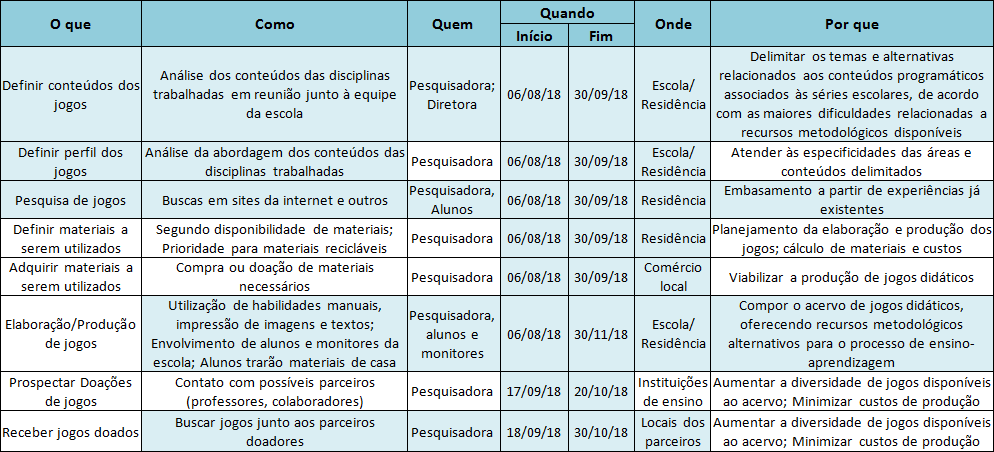 O que Como Quem Quando Onde Por que
Início Fim
Definir conteúdos dos
jogos
Análise dos conteúdos das disciplinas
trabalhadas em reunião junto à equipe
da escola
Pesquisadora;
Diretora
06/08/18
30/09/18
Escola/
Residência
Delimitar os temas e alternativas
relacionados aos conteúdos programáticos
associados às séries escolares, de acordo
com as maiores dificuldades relacionadas a
recursos metodológicos disponíveis
Definir perfil dos
jogos
Análise da abordagem dos conteúdos das
disciplinas trabalhadas
Pesquisadora
06/08/18
30/09/18
Escola/
Residência
Atender às especificidades das áreas e
conteúdos delimitados
Pesquisa de jogos
Buscas em sites da internet e outros
Pesquisadora,
Alunos
06/08/18
30/09/18
Residência
Embasamento a partir de experiências já
existentes
Definir materiais a
serem utilizados
Segundo disponibilidade de materiais;
Prioridade para materiais recicláveis
Pesquisadora
06/08/18
30/09/18
Residência
Planejamento da elaboração e produção dos
jogos; cálculo de materiais e custos
Adquirir materiais a
serem utilizados
Compra ou doação de materiais
necessários
Pesquisadora
06/08/18
30/09/18
Comércio
local
Viabilizar a produção de jogos didáticos
Elaboração/Produção
de jogos
Utilização de habilidades manuais,
impressão de imagens e textos;
Envolvimento de alunos e monitores da
escola; Alunos trarão materiais de casa
Pesquisadora,
alunos e
monitores
06/08/18
30/11/18
Escola/
Residência
Compor o acervo de jogos didáticos,
oferecendo recursos metodológicos
alternativos para o processo de ensino-
aprendizagem
Prospectar Doações
de jogos
Contato com possíveis parceiros
(professores, colaboradores)
Pesquisadora
17/09/18
20/10/18
Instituições
de ensino
Aumentar a diversidade de jogos disponíveis
ao acervo; Minimizar custos de produção
Receber jogos doados
Buscar jogos junto aos parceiros
doadores
Pesquisadora
18/09/18
30/10/18
Locais dos
parceiros
Aumentar a diversidade de jogos disponíveis
ao acervo; Minimizar custos de produção